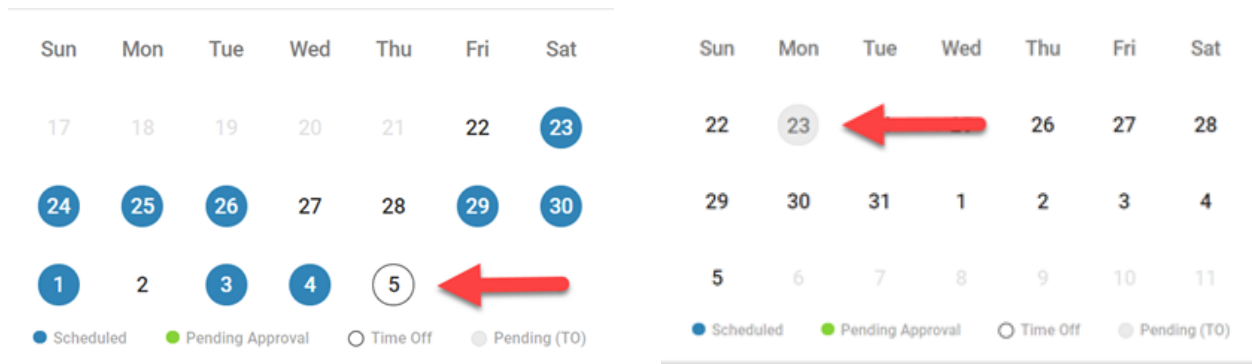 Sun Mon Tue Wed Thu Fri Sat
17 18 19 20 21 22 23
24 25 26 27 28 29 30
1 2 3 4 5
Scheduled Pending Approval Time Off Pending (TO)
Sun Mon Tue Wed Thu Fri Sat
22 23 26 27 28
29 30 31 1 2 3 4
5 6 7 8 9 10 11
Scheduled Pending Approval Time Off Pending (TO)